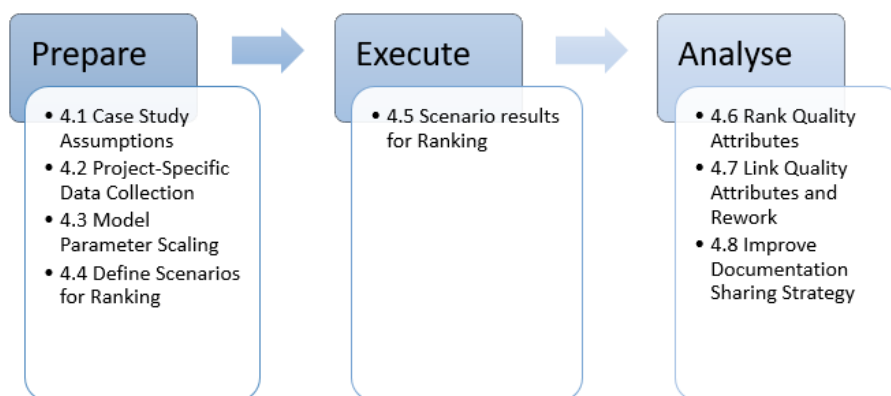 Prepare
• 4.1 Case Study
Assumptions
• 4.2 Project-Specific
Data Collection
• 4.3 Model
Parameter Scaling
• 4.4 Define Scenarios
for Ranking
Execute
• 4.5 Scenario results
for Ranking
Analyse
• 4.6 Rank Quality
Attributes
• 4.7 Link Quality
Attributes and
Rework
• 4.8 Improve
Documentation
Sharing Strategy